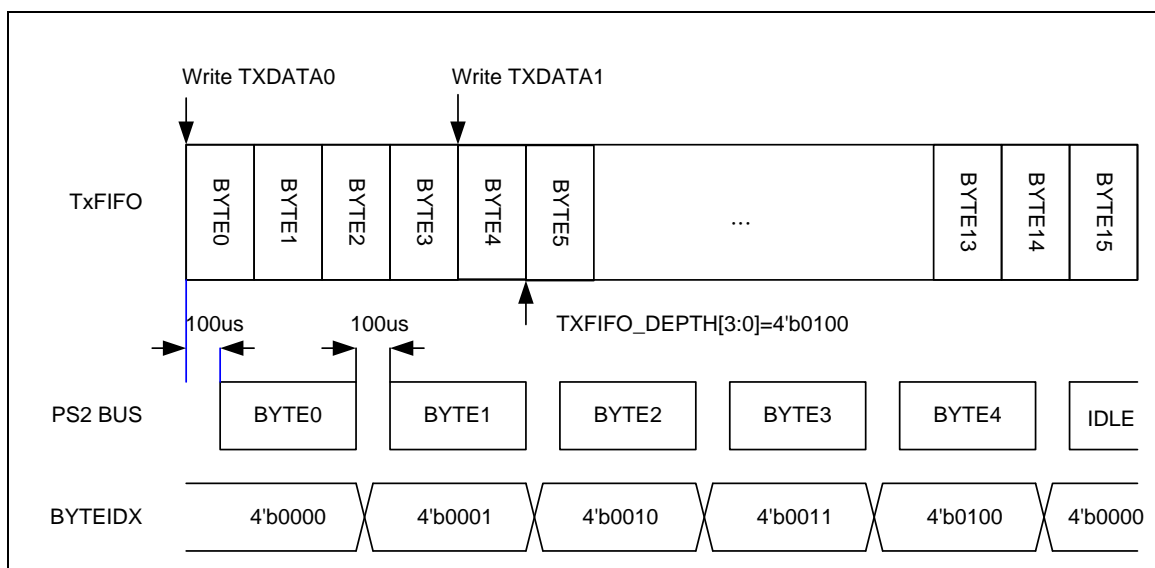 Write TXDATA0 Write TXDATA1
TxFIFO BYTE0 BYTE1 BYTE2 BYTE3 BYTE4 BYTE5 ... BYTE13 BYTE14 BYTE15
100us 100us TXFIFO_DEPTH[3:0]=4'b0100
PS2 BUS BYTE0 BYTE1 BYTE2 BYTE3 BYTE4 IDLE
BYTEIDX 4'b0000 4'b0001 4'b0010 4'b0011 4'b0100 4'b0000